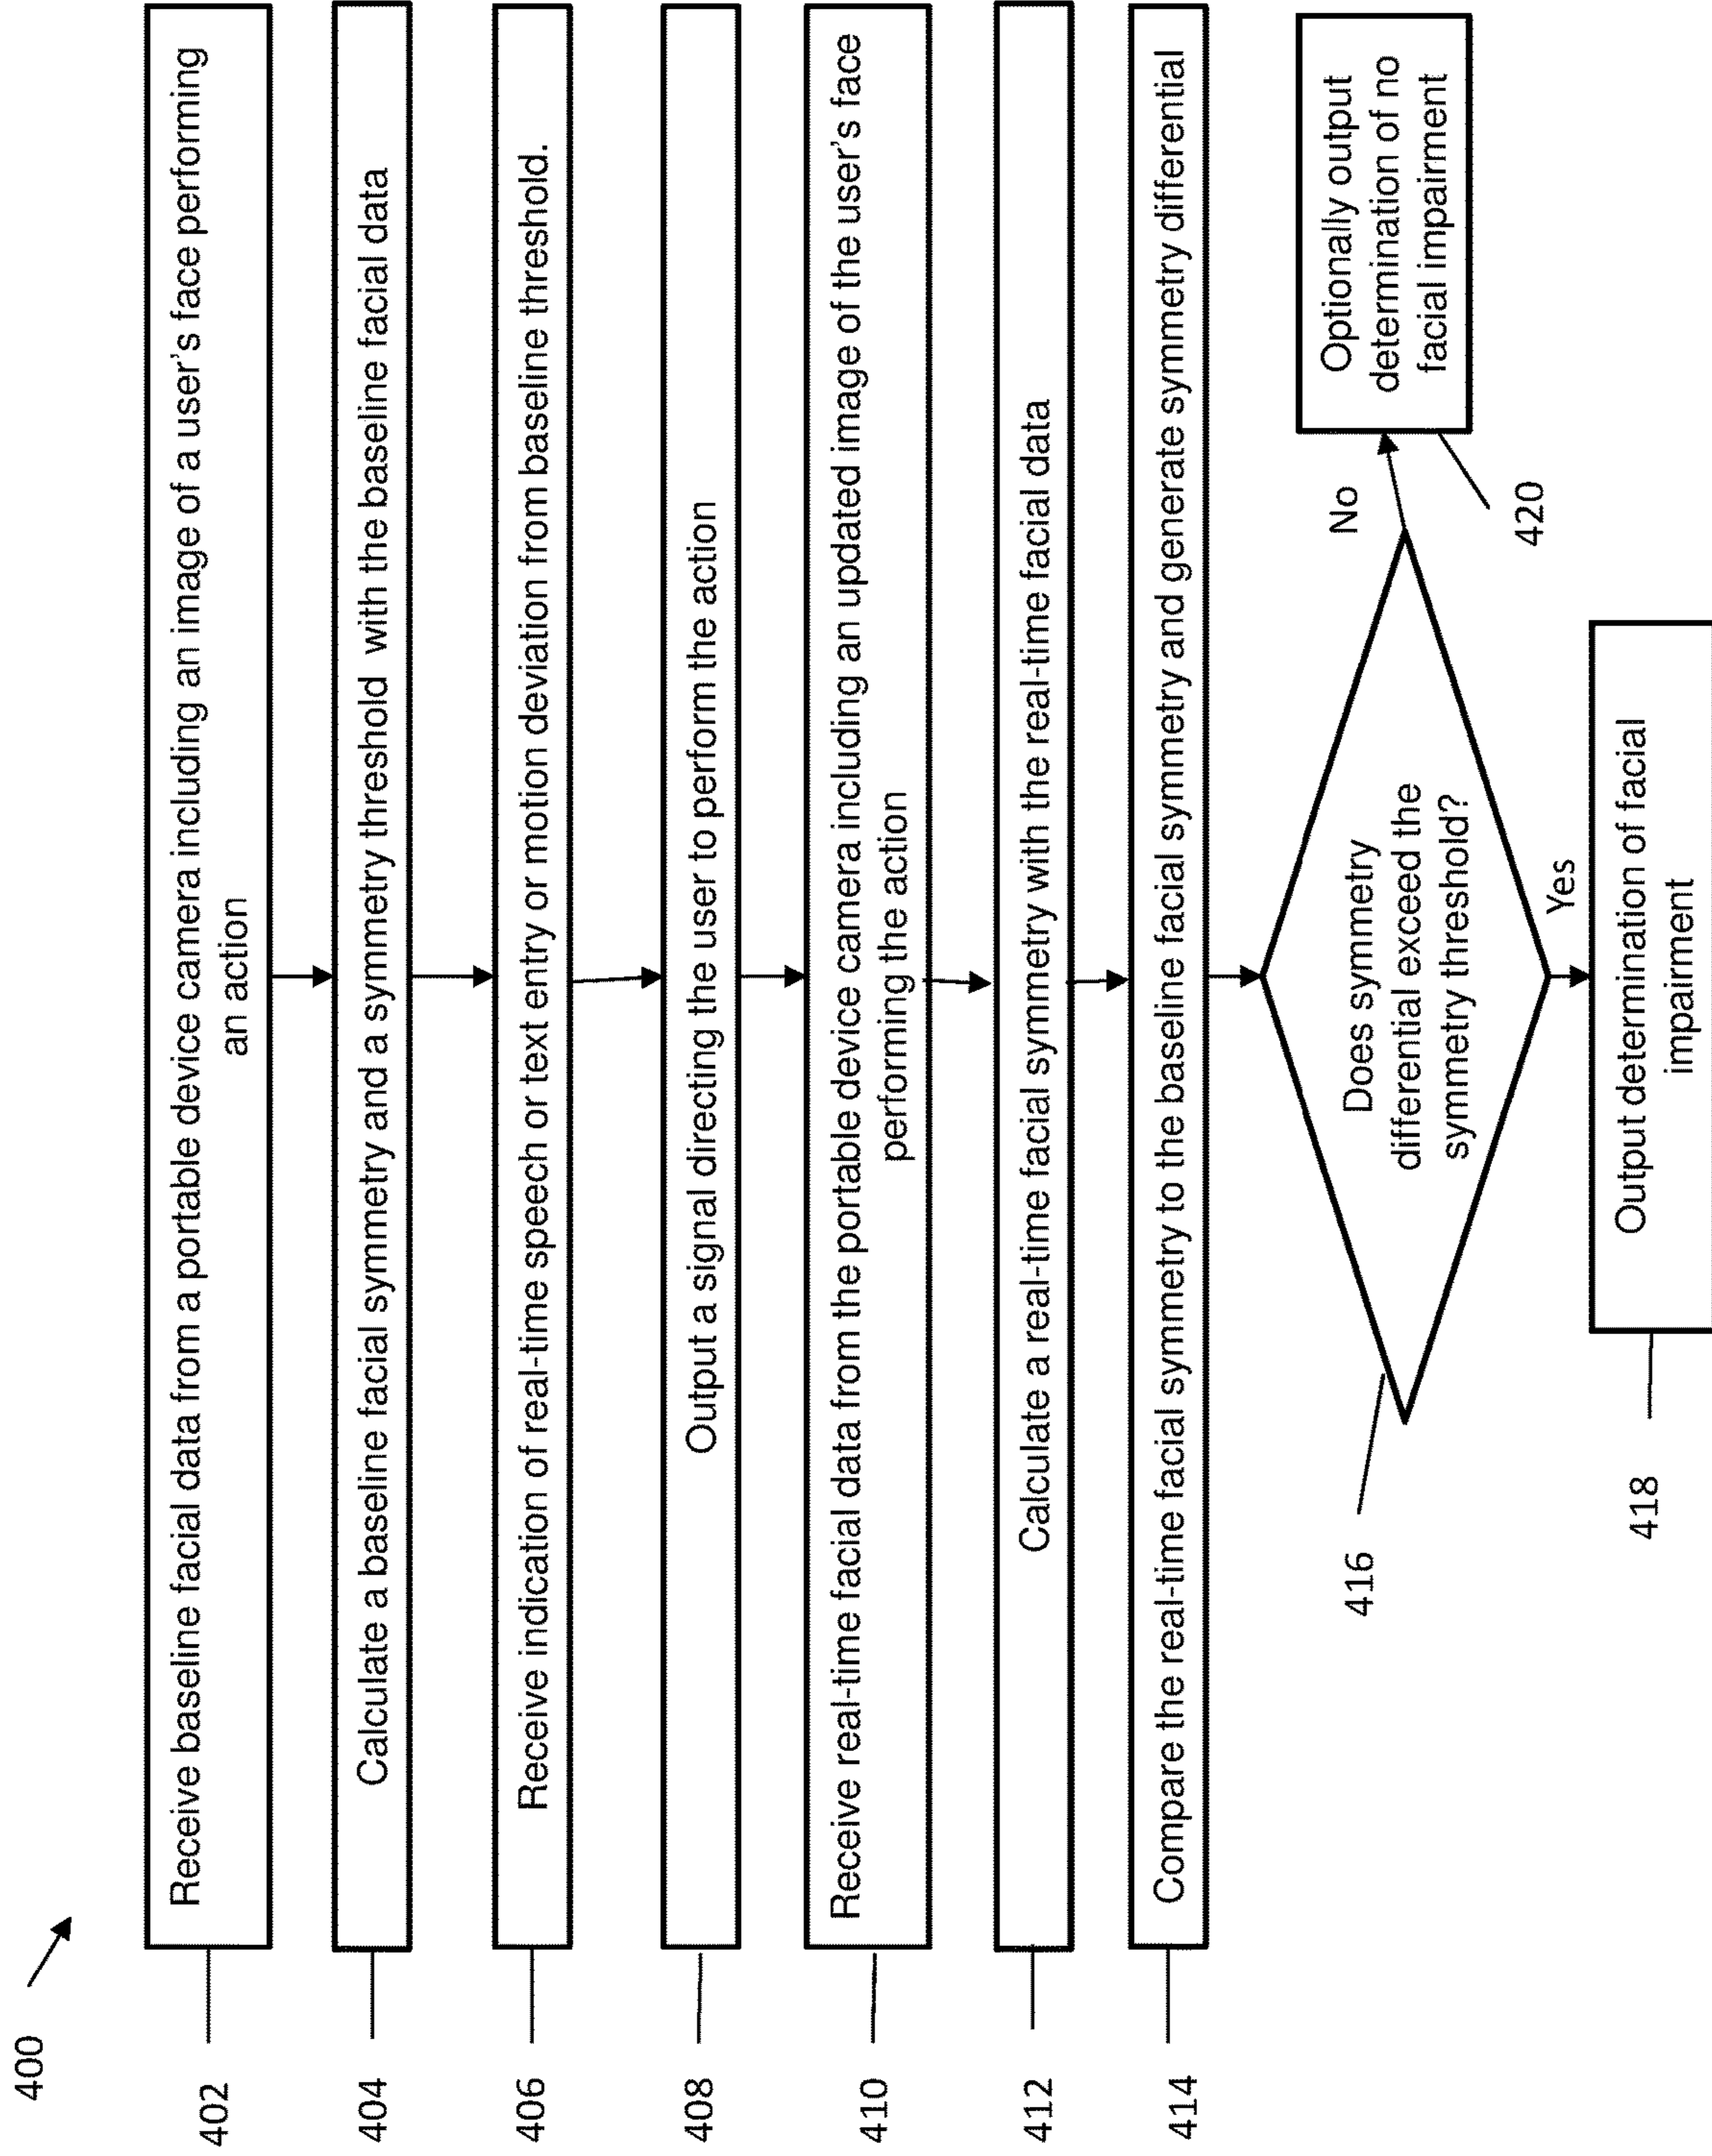 400
402
Receive baseline facial data from a portable device camera including an image of a user's face performing
an action
404
Calculate a baseline facial symmetry and a symmetry threshold with the baseline facial data
406
Receive indication of real-time speech or text entry or motion deviation from baseline threshold.
408
Output a signal directing the user to perform the action
410
Receive real-time facial data from the portable device camera including an updated image of the user's face
performing the action
412
Calculate a real-time facial symmetry with the real-time facial data
414
Compare the real-time facial symmetry to the baseline facial symmetry and generate symmetry differential
416
Does symmetry
differential exceed the
symmetry threshold?
No
Optionally output
determination of no
facial impairment
420
Yes
418
Output determination of facial
impairment